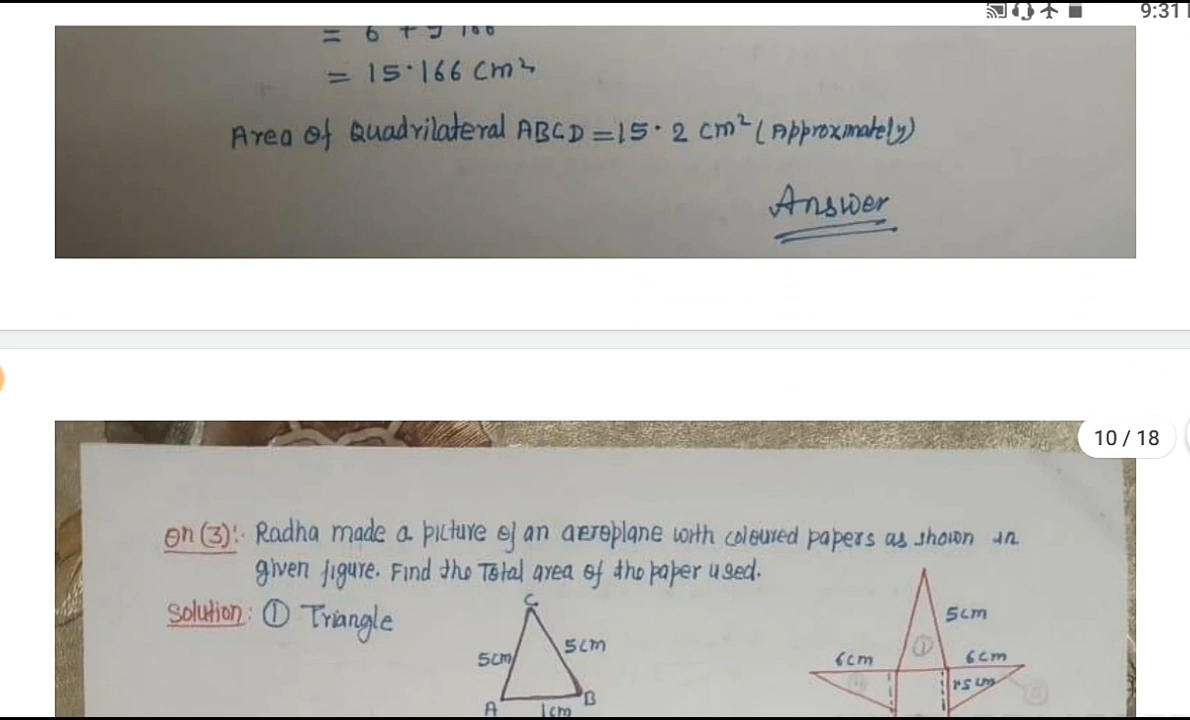 9:31
= 15.166 cm²
Area of Quadrilateral ABCD = 15.2 cm² (Approximately)
Answer
10 / 18
Qn (3):. Radha made a picture of an aeroplane with coloured papers as shown in
given figure. Find the Total area of the paper used.
Solution: ① Triangle
C
5cm
5cm
A
1cm
B
5cm
①
6cm
6cm